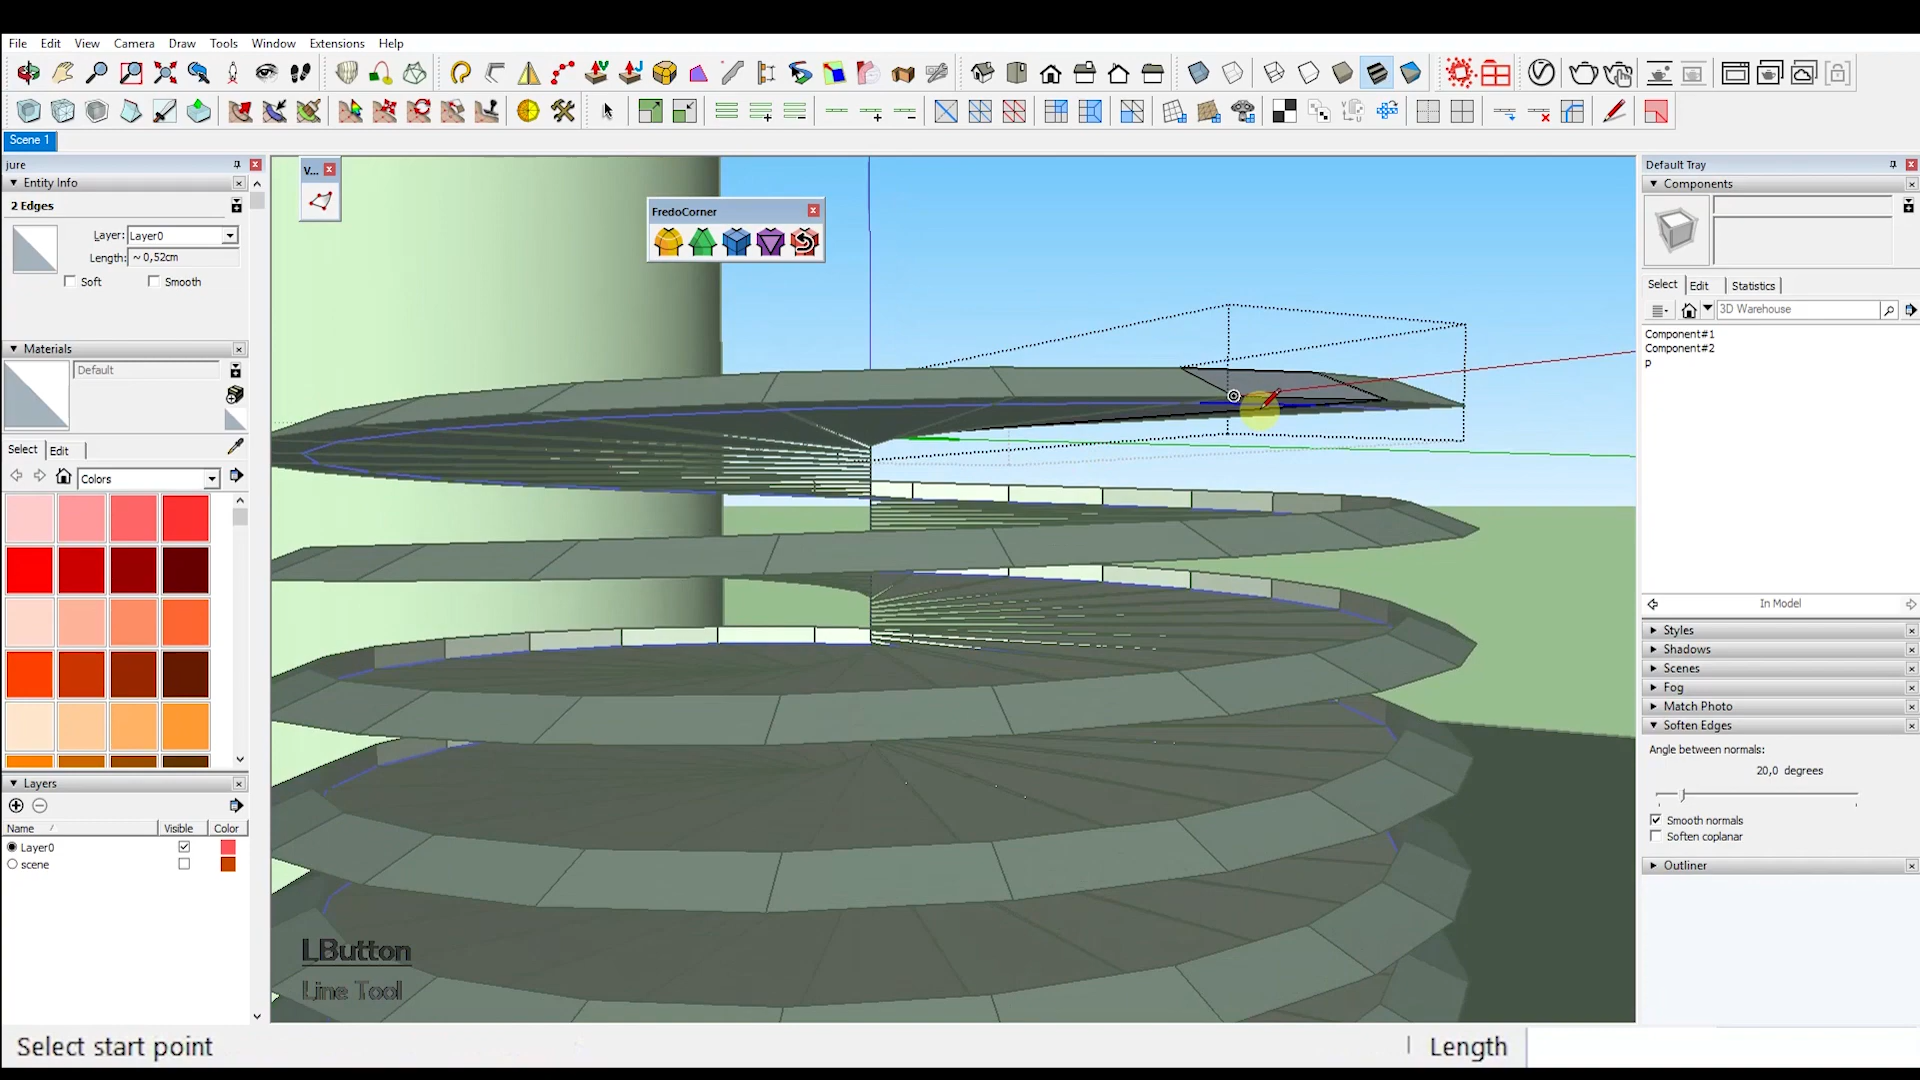 File Edit View Camera Draw Tools Window Extensions Help
Scene 1
jure
Entity Info
2 Edges
Layer: Layer0
Length: ~ 0,52cm
Soft Smooth
Materials
Default
Select Edit
Colors
Layers
Name Visible Color
Layer0
scene
V...
FredoCorner
LButton
Line Tool
Default Tray
Components
Select Edit Statistics
3D Warehouse
Component#1
Component#2
p
In Model
Styles
Shadows
Scenes
Fog
Match Photo
Soften Edges
Angle between normals:
20,0 degrees
Smooth normals
Soften coplanar
Outliner
Select start point
Length